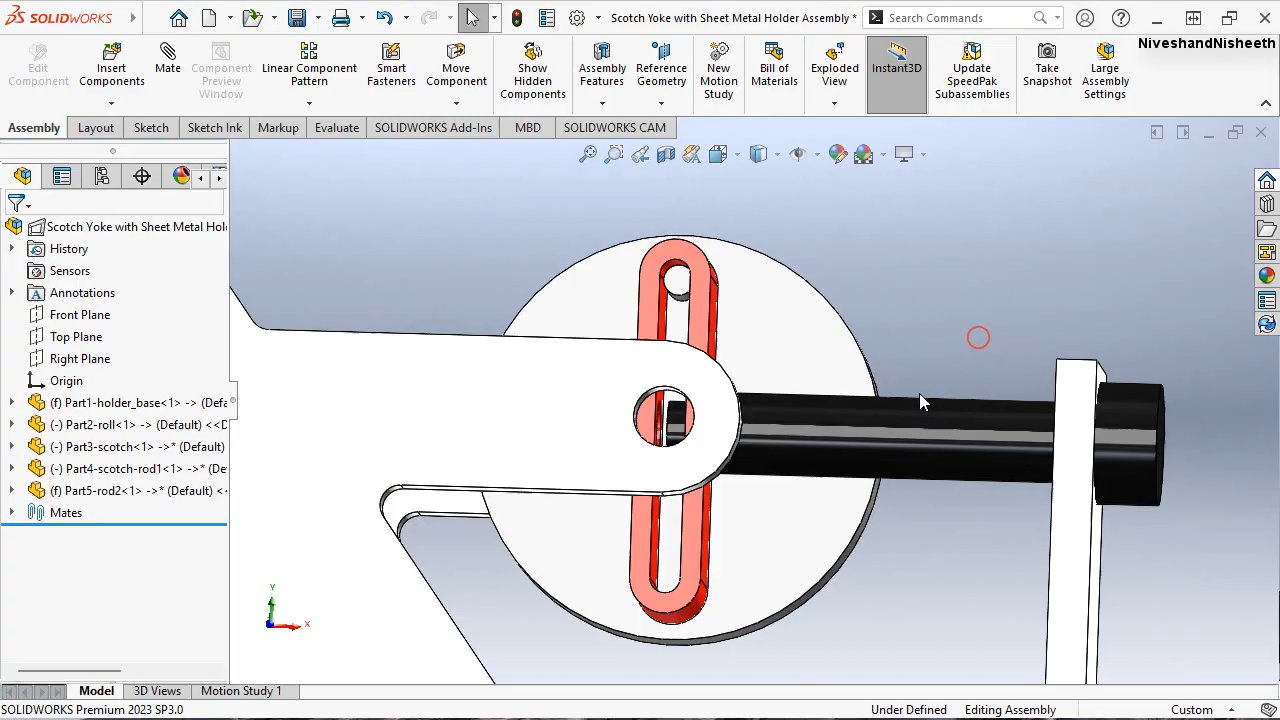 SOLIDWORKS
Scotch Yoke with Sheet Metal Holder Assembly *
Search Commands
NiveshandNisheeth
Edit Component
Insert Components
Mate
Component Preview Window
Linear Component Pattern
Smart Fasteners
Move Component
Show Hidden Components
Assembly Features
Reference Geometry
New Motion Study
Bill of Materials
Exploded View
Instant3D
Update SpeedPak Subassemblies
Take Snapshot
Large Assembly Settings
Assembly
Layout
Sketch
Sketch Ink
Markup
Evaluate
SOLIDWORKS Add-Ins
MBD
SOLIDWORKS CAM
Scotch Yoke with Sheet Metal Hol
History
Sensors
Annotations
Front Plane
Top Plane
Right Plane
Origin
(f) Part1-holder_base<1> -> (Defa
(-) Part2-roll<1> -> (Default) <<D
(-) Part3-scotch<1> ->* (Default)
(-) Part4-scotch-rod1<1> ->* (De
(f) Part5-rod2<1> ->* (Default) <
Mates
Y
X
Model
3D Views
Motion Study 1
SOLIDWORKS Premium 2023 SP3.0
Under Defined
Editing Assembly
Custom